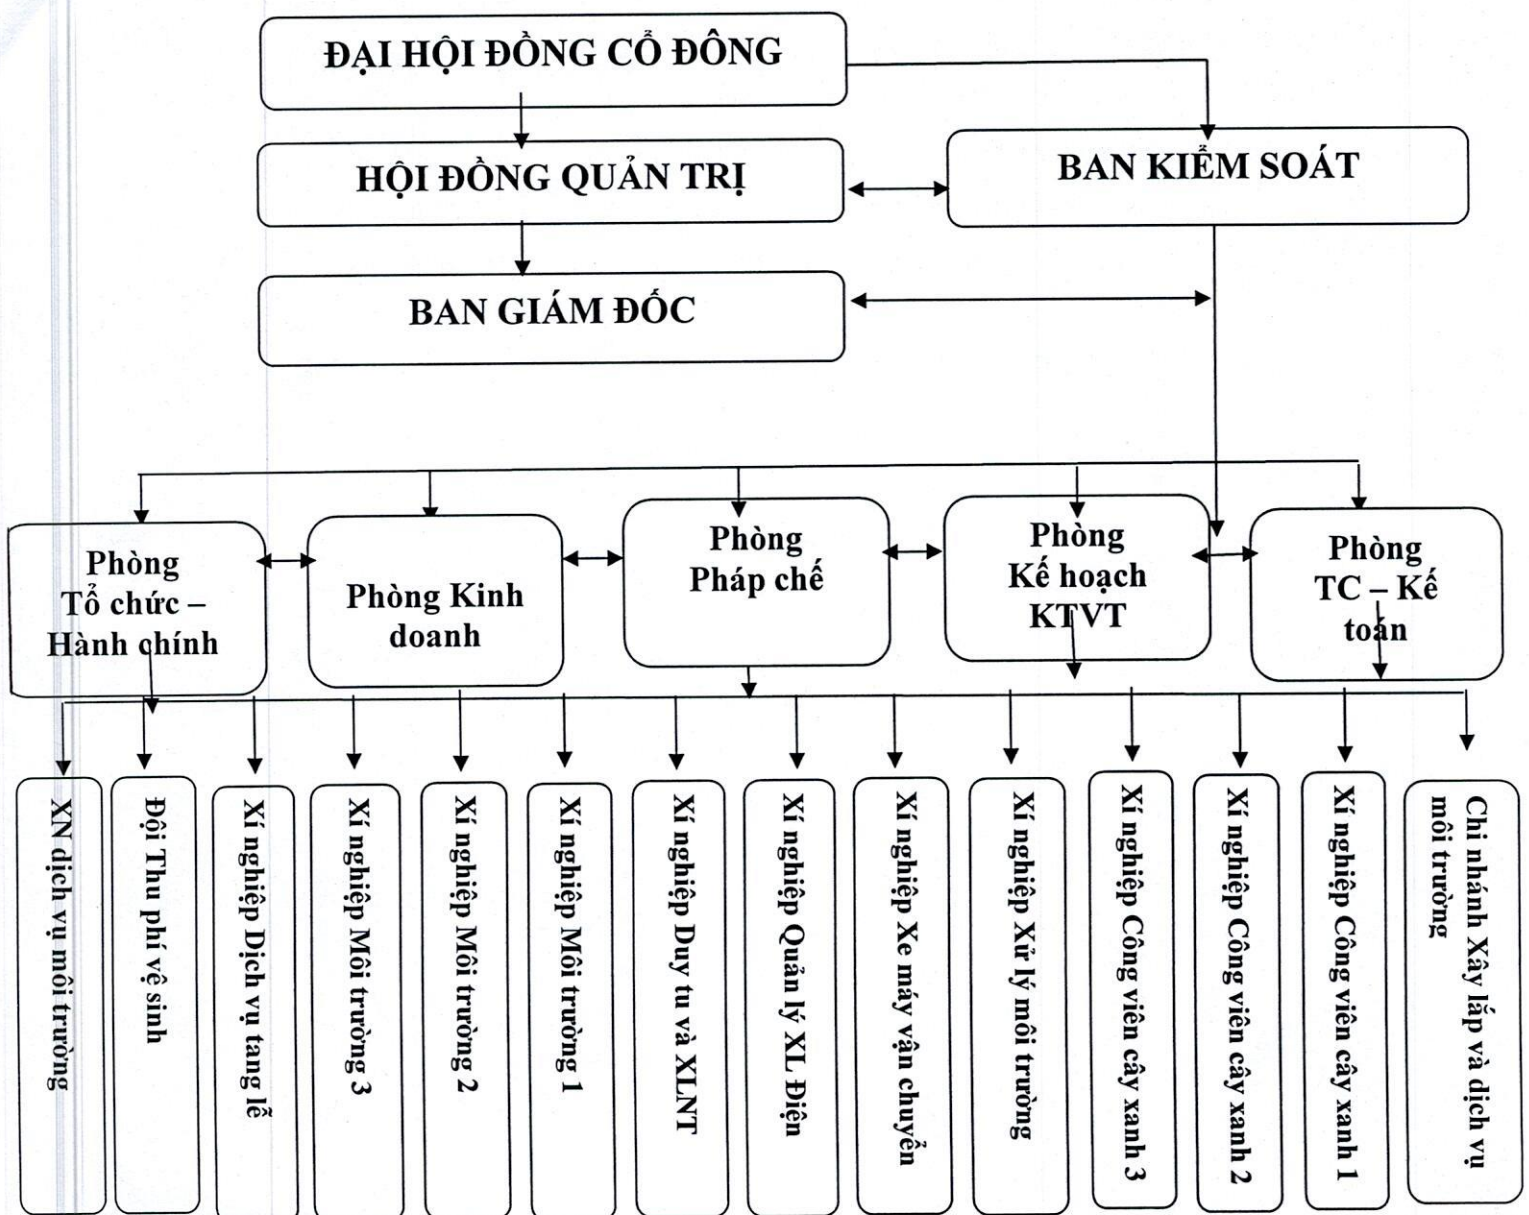 ĐẠI HỘI ĐỒNG CỔ ĐÔNG
HỘI ĐỒNG QUẢN TRỊ
BAN KIỂM SOÁT
BAN GIÁM ĐỐC
Phòng
Tổ chức –
Hành chính
Phòng Kinh
doanh
Phòng
Pháp chế
Phòng
Kế hoạch
KTVT
Phòng
TC – Kế
toán
XN dịch vụ môi trường
Đội Thu phí vệ sinh
Xí nghiệp Dịch vụ tang lễ
Xí nghiệp Môi trường 3
Xí nghiệp Môi trường 2
Xí nghiệp Môi trường 1
Xí nghiệp Duy tu và XLNT
Xí nghiệp Quản lý XL Điện
Xí nghiệp Xe máy vận chuyển
Xí nghiệp Xử lý môi trường
Xí nghiệp Công viên cây xanh 3
Xí nghiệp Công viên cây xanh 2
Xí nghiệp Công viên cây xanh 1
Chi nhánh Xây lắp và dịch vụ
môi trường